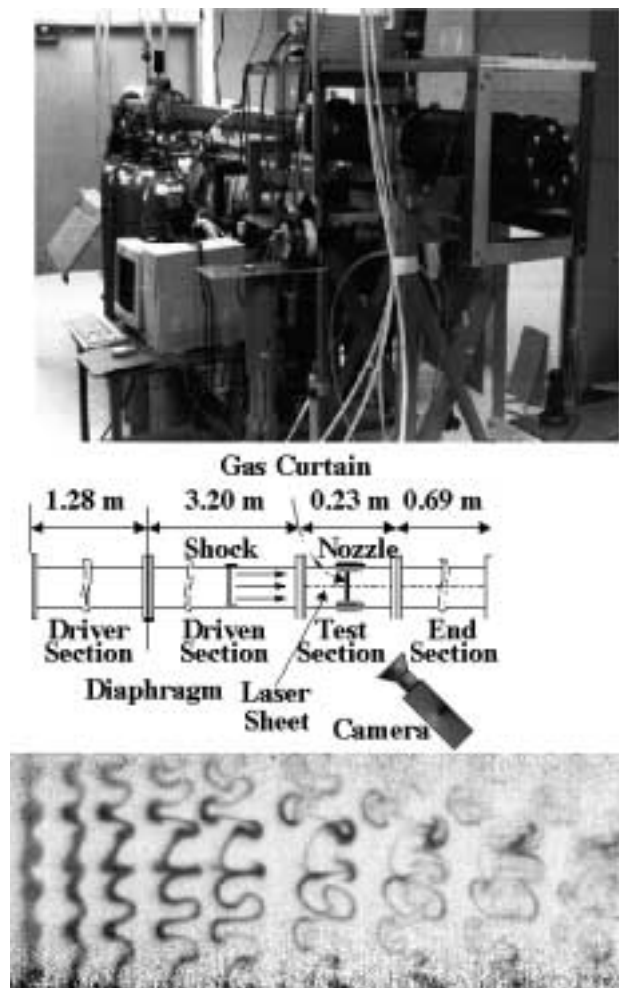 Gas Curtain
1.28 m 3.20 m 0.23 m 0.69 m
Shock Nozzle
Driver Section
Driven Section
Test Section
End Section
Diaphragm
Laser Sheet
Camera